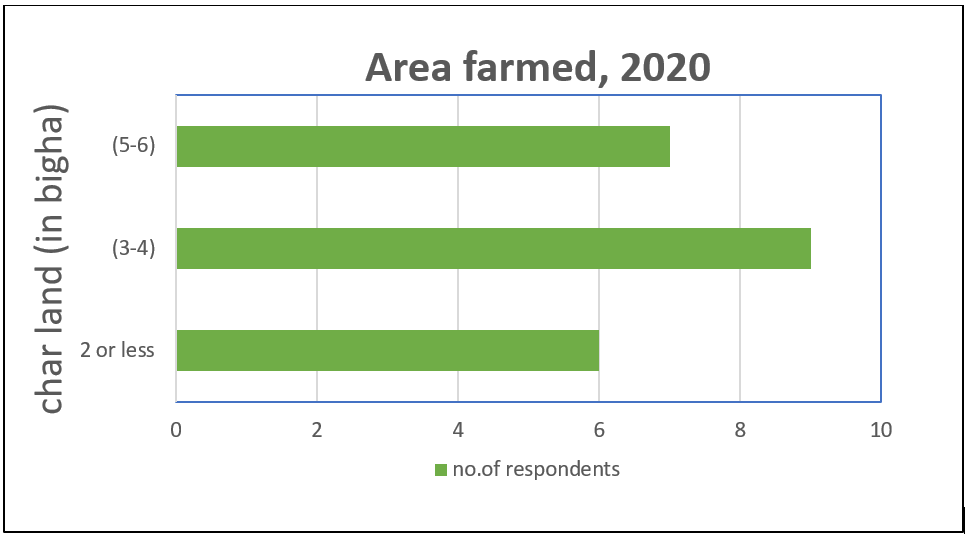 Area farmed, 2020
char land (in bigha)
(5-6)
(3-4)
2 or less
0 2 4 6 8 10
no.of respondents